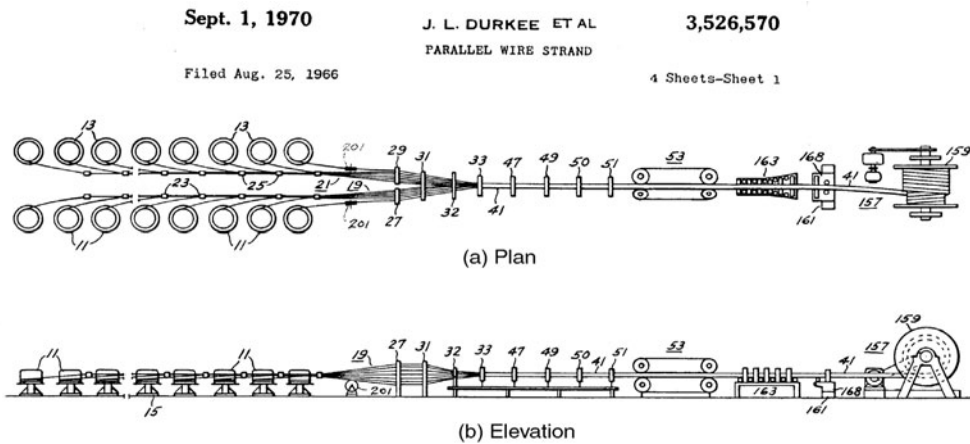 Sept. 1, 1970 J. L. DURKEE ET AL 3,526,570
PARALLEL WIRE STRAND
Filed Aug. 25, 1966 4 Sheets-Sheet 1
13 13 201 29 31 33 47 49 50 51 53 163 168 159
23 25 21 19 41 41
32 161 157
11 11 27 201
(a) Plan
159
11 11 19 27 31 32 33 47 49 50 41 51 53 41 157
15 201 163 161 168
(b) Elevation